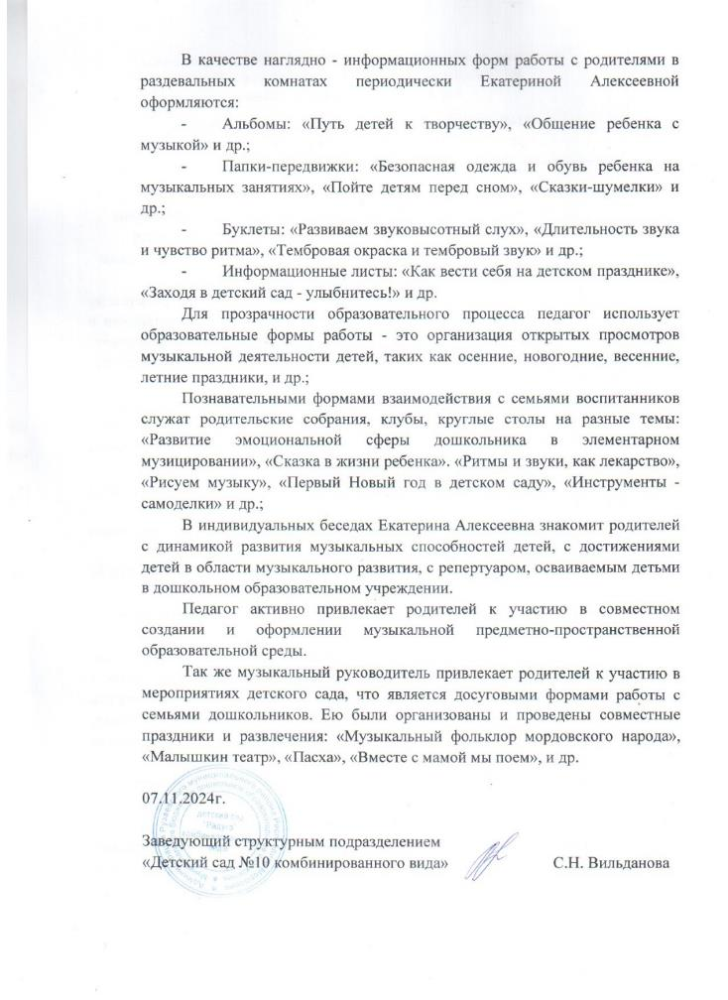 В качестве наглядно - информационных форм работы с родителями в
раздевальных комнатах периодически Екатериной Алексеевной
оформляются:
- Альбомы: «Путь детей к творчеству», «Общение ребенка с
музыкой» и др.;
- Папки-передвижки: «Безопасная одежда и обувь ребенка на
музыкальных занятиях», «Пойте детям перед сном», «Сказки-шумелки» и
др.;
- Буклеты: «Развиваем звуковысотный слух», «Длительность звука
и чувство ритма», «Тембровая окраска и тембровый звук» и др.;
- Информационные листы: «Как вести себя на детском празднике»,
«Заходя в детский сад - улыбнитесь!» и др.
Для прозрачности образовательного процесса педагог использует
образовательные формы работы - это организация открытых просмотров
музыкальной деятельности детей, таких как осенние, новогодние, весенние,
летние праздники, и др.;
Познавательными формами взаимодействия с семьями воспитанников
служат родительские собрания, клубы, круглые столы на разные темы:
«Развитие эмоциональной сферы дошкольника в элементарном
музицировании», «Сказка в жизни ребенка». «Ритмы и звуки, как лекарство»,
«Рисуем музыку», «Первый Новый год в детском саду», «Инструменты -
самоделки» и др.;
В индивидуальных беседах Екатерина Алексеевна знакомит родителей
с динамикой развития музыкальных способностей детей, с достижениями
детей в области музыкального развития, с репертуаром, осваиваемым детьми
в дошкольном образовательном учреждении.
Педагог активно привлекает родителей к участию в совместном
создании и оформлении музыкальной предметно-пространственной
образовательной среды.
Так же музыкальный руководитель привлекает родителей к участию в
мероприятиях детского сада, что является досуговыми формами работы с
семьями дошкольников. Ею были организованы и проведены совместные
праздники и развлечения: «Музыкальный фольклор мордовского народа»,
«Малышкин театр», «Пасха», «Вместе с мамой мы поем», и др.
07.11.2024г.
детский сад
"Радуга
Заведующий структурным подразделением
«Детский сад №10 комбинированного вида» С.Н. Вильданова